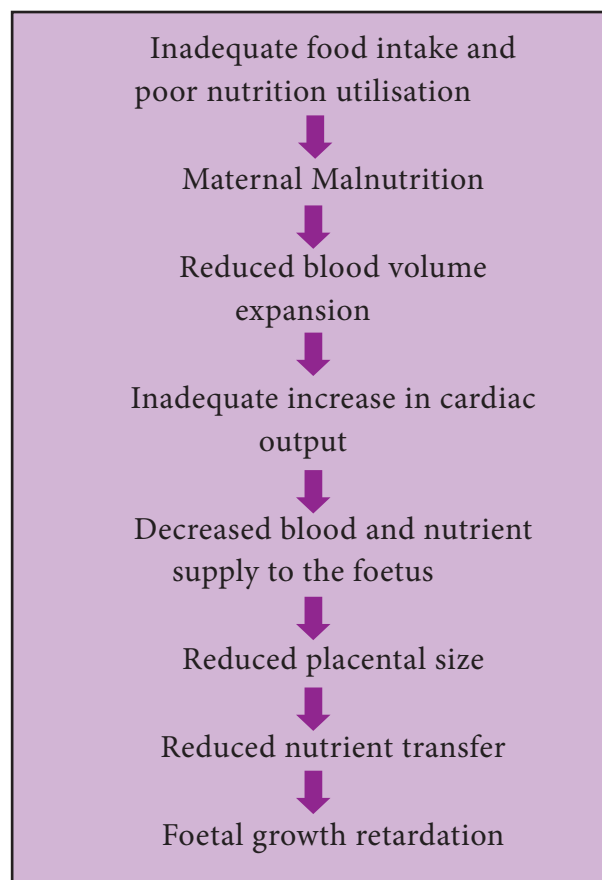 Inadequate food intake and
poor nutrition utilisation
Maternal Malnutrition
Reduced blood volume
expansion
Inadequate increase in cardiac
output
Decreased blood and nutrient
supply to the foetus
Reduced placental size
Reduced nutrient transfer
Foetal growth retardation